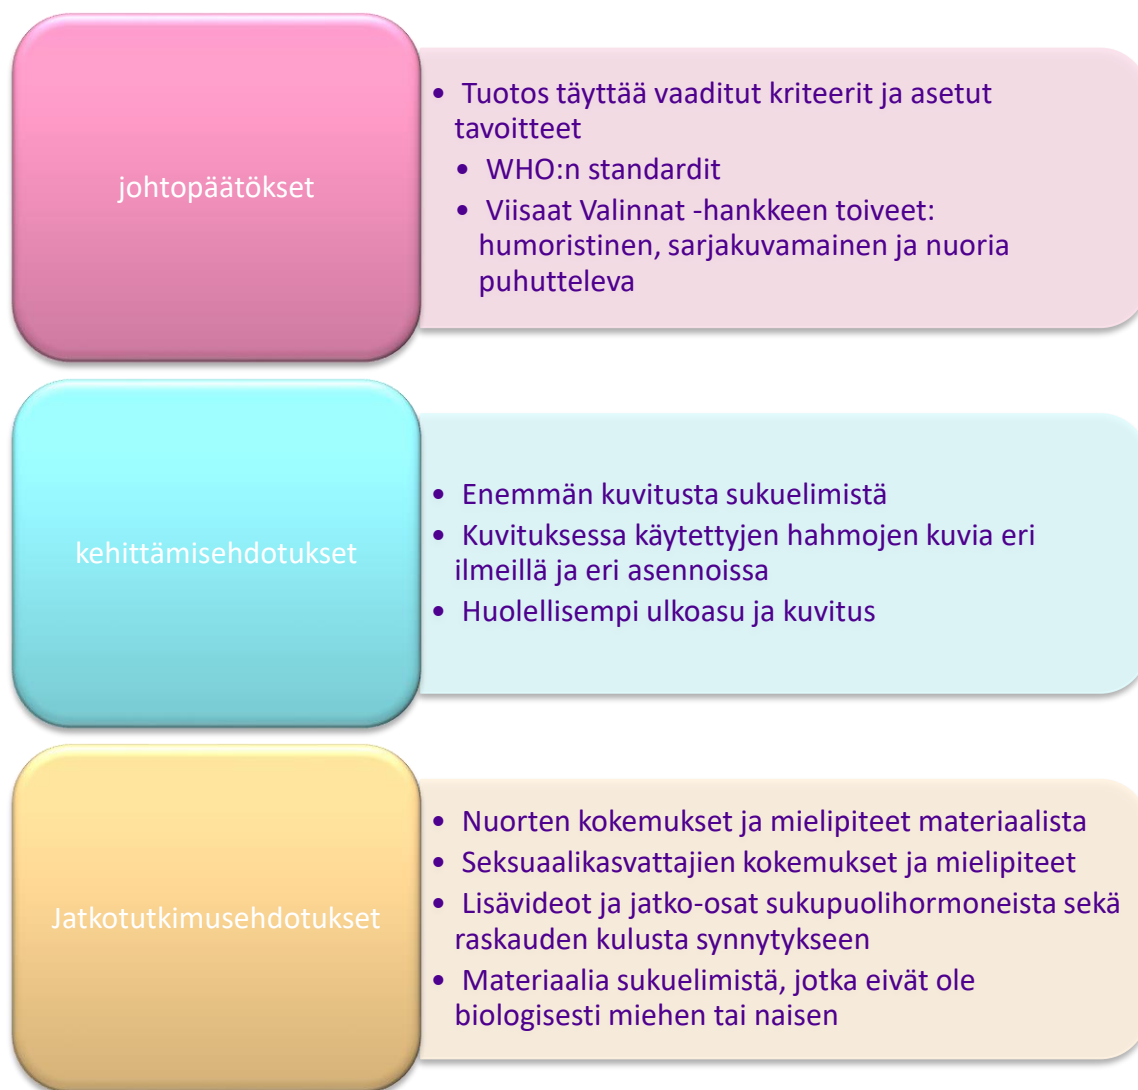 johtopäätökset
• Tuotos täyttää vaaditut kriteerit ja asetut
tavoitteet
• WHO:n standardit
• Viisaat Valinnat -hankkeen toiveet:
humoristinen, sarjakuvamainen ja nuoria
puhutteleva
kehittämisehdotukset
• Enemmän kuvitusta sukuelimistä
• Kuvituksessa käytettyjen hahmojen kuvia eri
ilmeillä ja eri asennoissa
• Huolellisempi ulkoasu ja kuvitus
Jatkotutkimusehdotukset
• Nuorten kokemukset ja mielipiteet materiaalista
• Seksuaalikasvattajien kokemukset ja mielipiteet
• Lisävideot ja jatko-osat sukupuolihormoneista sekä
raskauden kulusta synnytykseen
• Materiaalia sukuelimistä, jotka eivät ole
biologisesti miehen tai naisen